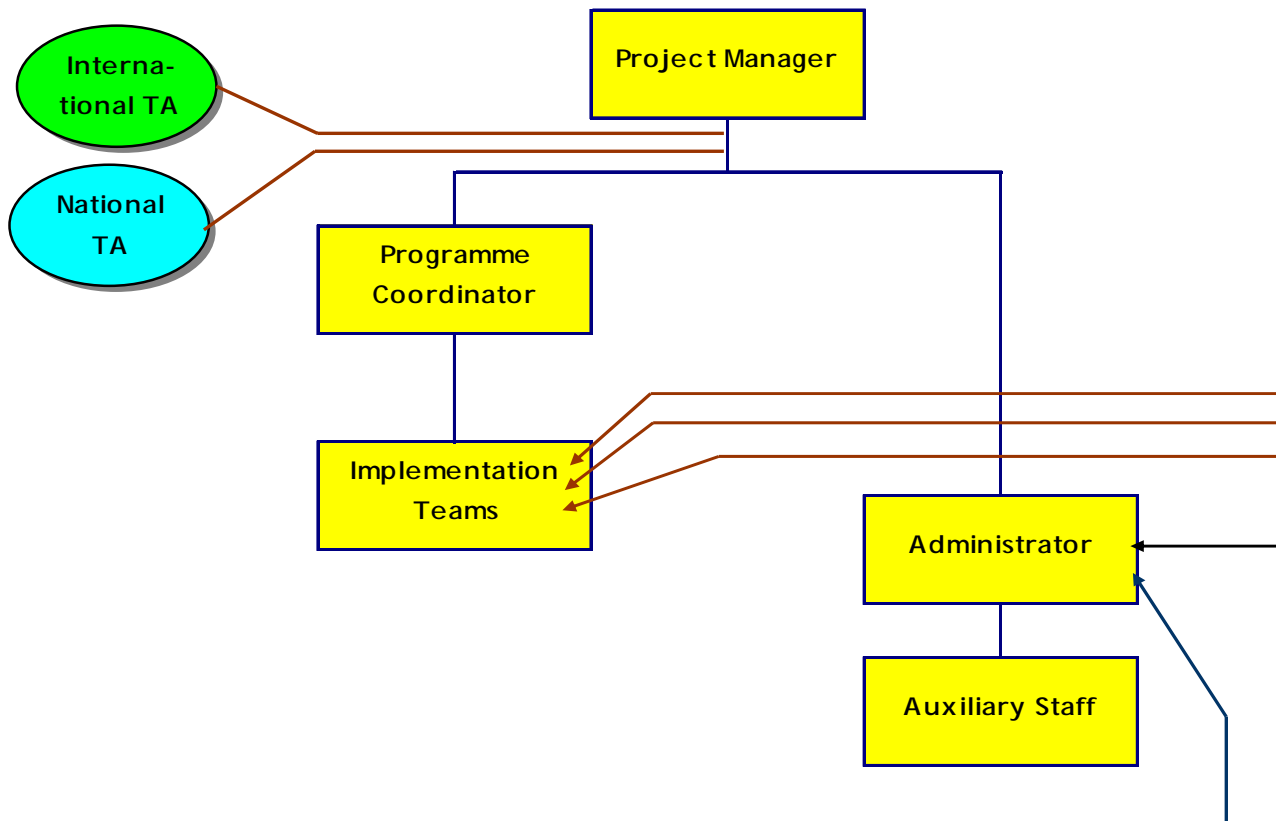 Interna-
tional TA
Project Manager
National
TA
Programme
Coordinator
Implementation
Teams
Administrator
Auxiliary Staff